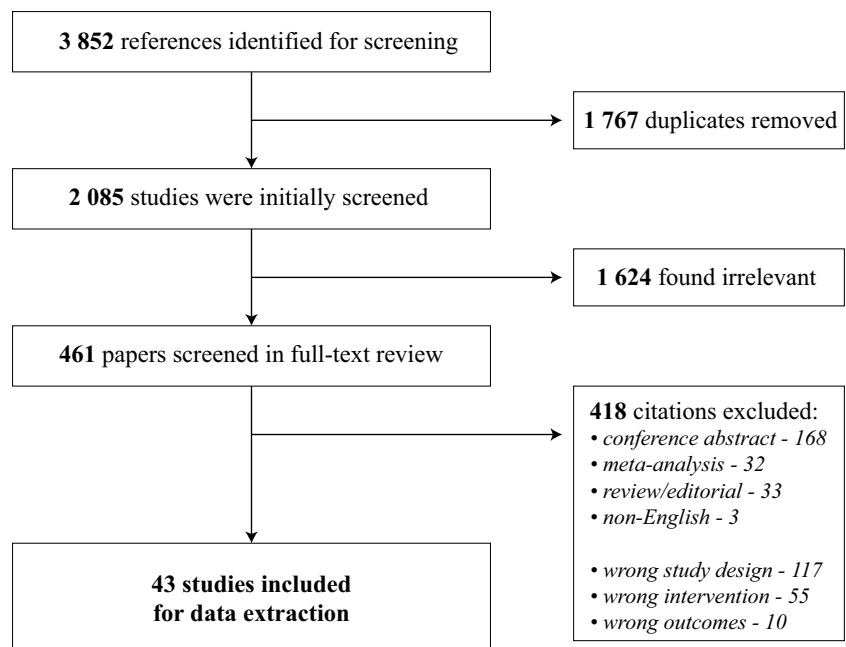 3 852 references identified for screening
1 767 duplicates removed
2 085 studies were initially screened
1 624 found irrelevant
461 papers screened in full-text review
418 citations excluded:
• conference abstract - 168
• meta-analysis - 32
• review/editorial - 33
• non-English - 3
• wrong study design - 117
• wrong intervention - 55
• wrong outcomes - 10
43 studies included
for data extraction